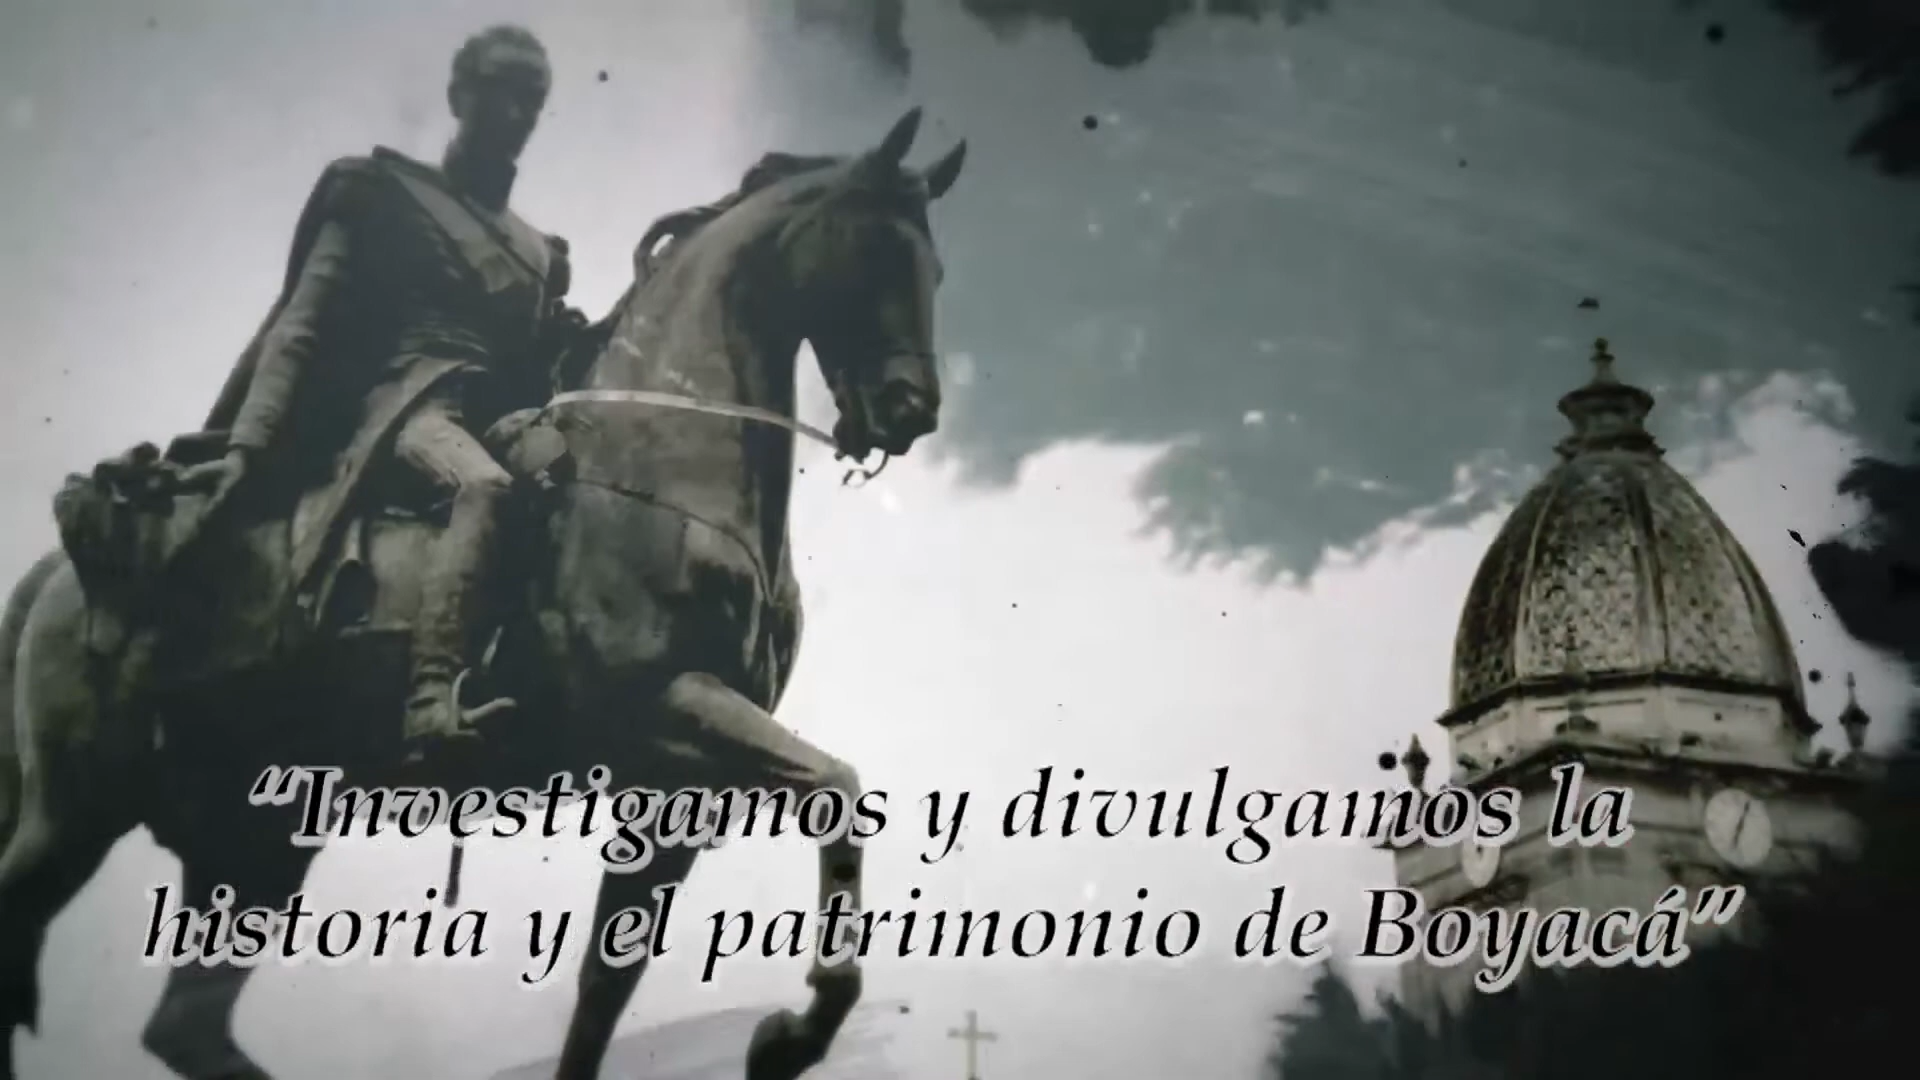 “Investigamos y divulgamos la
historia y el patrimonio de Boyacá”